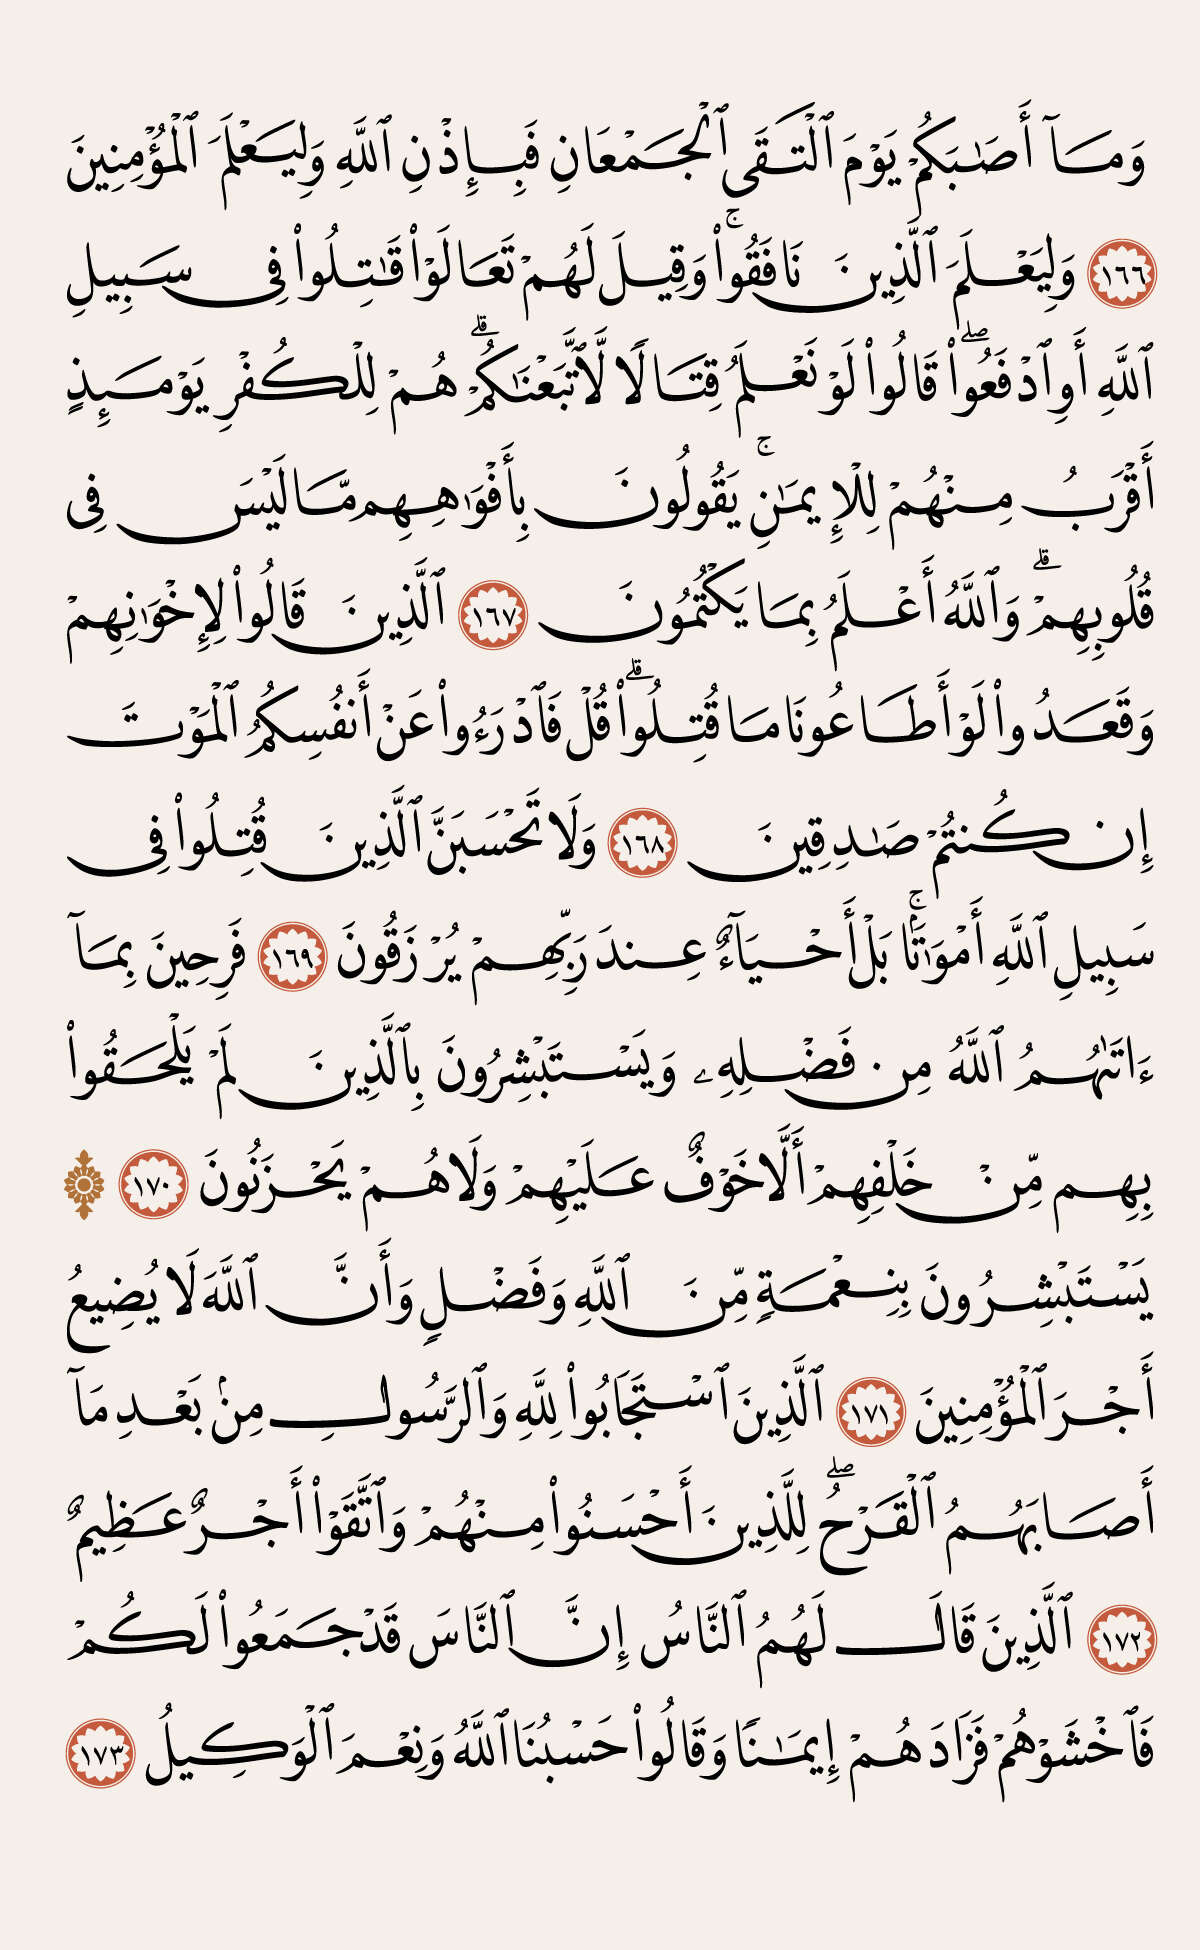 وَمَآ أَصَـٰبَكُمْ يَوْمَ ٱلْتَقَى ٱلْجَمْعَانِ فَبِإِذْنِ ٱللَّهِ وَلِيَعْلَمَ ٱلْمُؤْمِنِينَ
١٦٦ وَلِيَعْلَمَ ٱلَّذِينَ نَافَقُوا۟ ۚ وَقِيلَ لَهُمْ تَعَالَوْا۟ قَـٰتِلُوا۟ فِى سَبِيلِ
ٱللَّهِ أَوِ ٱدْفَعُوا۟ ۖ قَالُوا۟ لَوْ نَعْلَمُ قِتَالًا لَّٱتَّبَعْنَـٰكُمْ ۗ هُمْ لِلْكُفْرِ يَوْمَئِذٍ
أَقْرَبُ مِنْهُمْ لِلْإِيمَـٰنِ ۚ يَقُولُونَ بِأَفْوَٰهِهِم مَّا لَيْسَ فِى
قُلُوبِهِمْ ۗ وَٱللَّهُ أَعْلَمُ بِمَا يَكْتُمُونَ ١٦٧ ٱلَّذِينَ قَالُوا۟ لِإِخْوَٰنِهِمْ
وَقَعَدُوا۟ لَوْ أَطَاعُونَا مَا قُتِلُوا۟ ۗ قُلْ فَٱدْرَءُوا۟ عَنْ أَنفُسِكُمُ ٱلْمَوْتَ
إِن كُنتُمْ صَـٰدِقِينَ ١٦٨ وَلَا تَحْسَبَنَّ ٱلَّذِينَ قُتِلُوا۟ فِى
سَبِيلِ ٱللَّهِ أَمْوَٰتًۢا ۚ بَلْ أَحْيَآءٌ عِندَ رَبِّهِمْ يُرْزَقُونَ ١٦٩ فَرِحِينَ بِمَآ
ءَاتَىٰهُمُ ٱللَّهُ مِن فَضْلِهِۦ وَيَسْتَبْشِرُونَ بِٱلَّذِينَ لَمْ يَلْحَقُوا۟
بِهِم مِّنْ خَلْفِهِمْ أَلَّا خَوْفٌ عَلَيْهِمْ وَلَا هُمْ يَحْزَنُونَ ١٧٠
يَسْتَبْشِرُونَ بِنِعْمَةٍ مِّنَ ٱللَّهِ وَفَضْلٍ وَأَنَّ ٱللَّهَ لَا يُضِيعُ
أَجْرَ ٱلْمُؤْمِنِينَ ١٧١ ٱلَّذِينَ ٱسْتَجَابُوا۟ لِلَّهِ وَٱلرَّسُولِ مِنۢ بَعْدِ مَآ
أَصَابَهُمُ ٱلْقَرْحُ ۖ لِلَّذِينَ أَحْسَنُوا۟ مِنْهُمْ وَٱتَّقَوْا۟ أَجْرٌ عَظِيمٌ
١٧٢ ٱلَّذِينَ قَالَ لَهُمُ ٱلنَّاسُ إِنَّ ٱلنَّاسَ قَدْ جَمَعُوا۟ لَكُمْ
فَٱخْشَوْهُمْ فَزَادَهُمْ إِيمَـٰنًا وَقَالُوا۟ حَسْبُنَا ٱللَّهُ وَنِعْمَ ٱلْوَكِيلُ ١٧٣